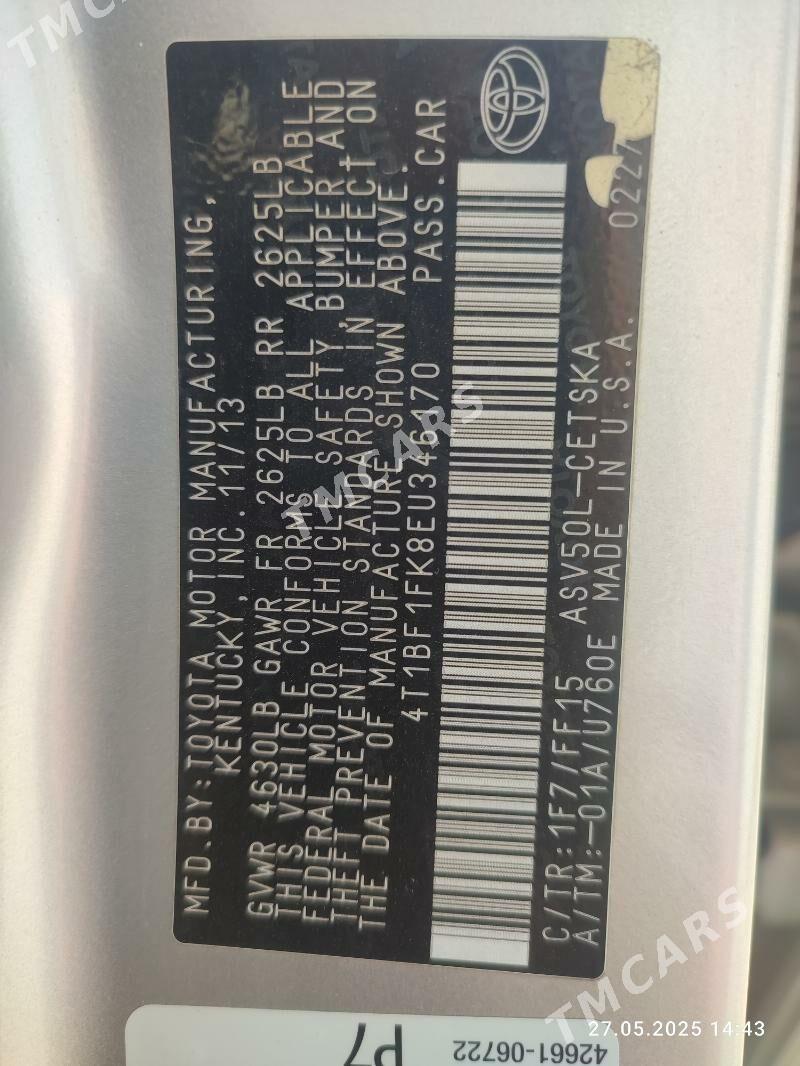 MFD.BY:TOYOTA MOTOR MANUFACTURING,
KENTUCKY, INC. 11/13
GVWR 4630LB GAWR FR 2625LB RR 2625LB
THIS VEHICLE CONFORMS TO ALL APPLICABLE
FEDERAL MOTOR VEHICLE SAFETY, BUMPER AND
THEFT PREVENTION STANDARDS IN EFFECT ON
THE DATE OF MANUFACTURE SHOWN ABOVE.
4T1BF1FK8EU346170 PASS.CAR
C/TR:1F7/FF15 ASV50L-CETSKA
A/TM:-01A/U760E MADE IN U.S.A. 0227
42661-06722
P7
TMCARS
TMCARS
TMCARS
27.05.2025 14:43